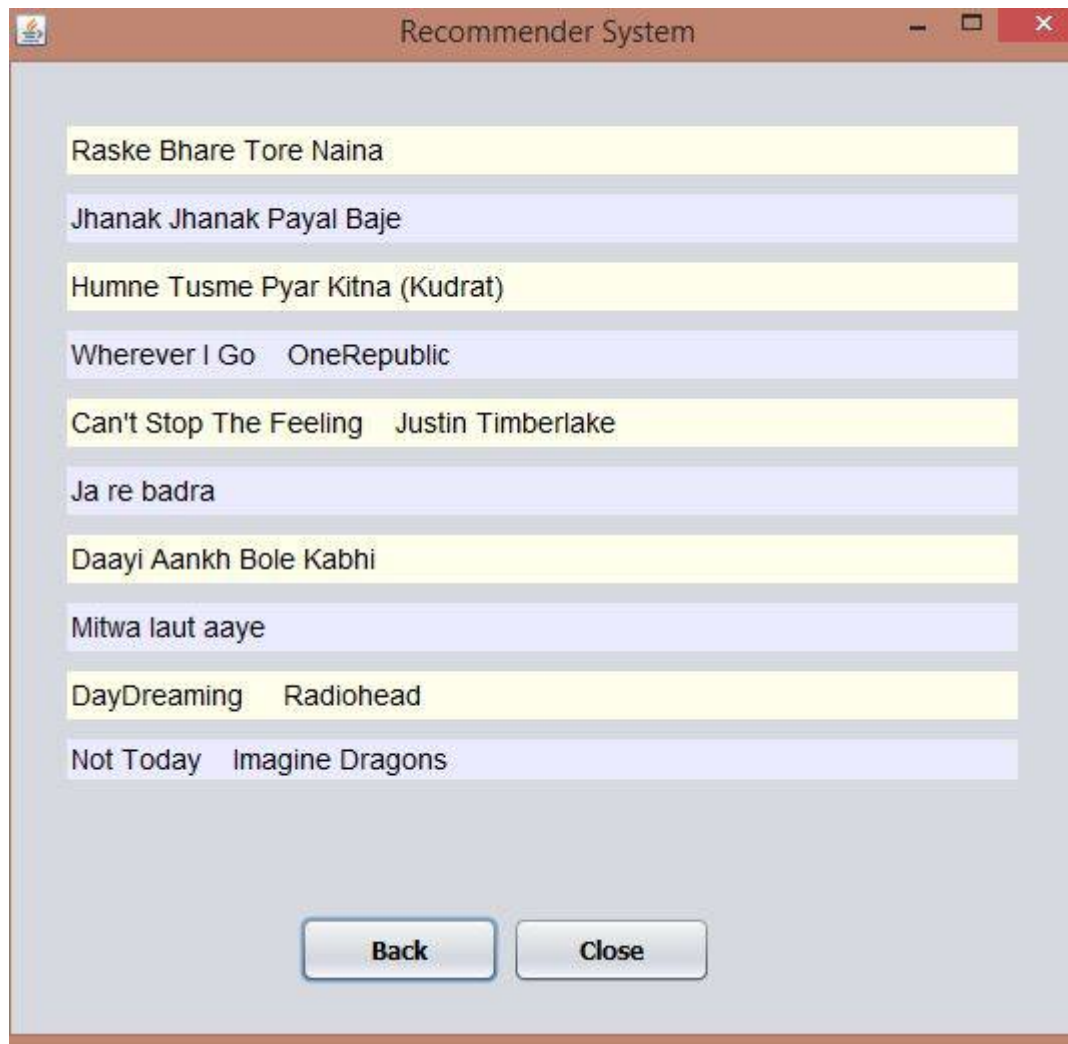 Recommender System
Raske Bhare Tore Naina
Jhanak Jhanak Payal Baje
Humne Tusme Pyar Kitna (Kudrat)
Wherever I Go OneRepublic
Can't Stop The Feeling Justin Timberlake
Ja re badra
Daayi Aankh Bole Kabhi
Mitwa laut aaye
DayDreaming Radiohead
Not Today Imagine Dragons
Back Close